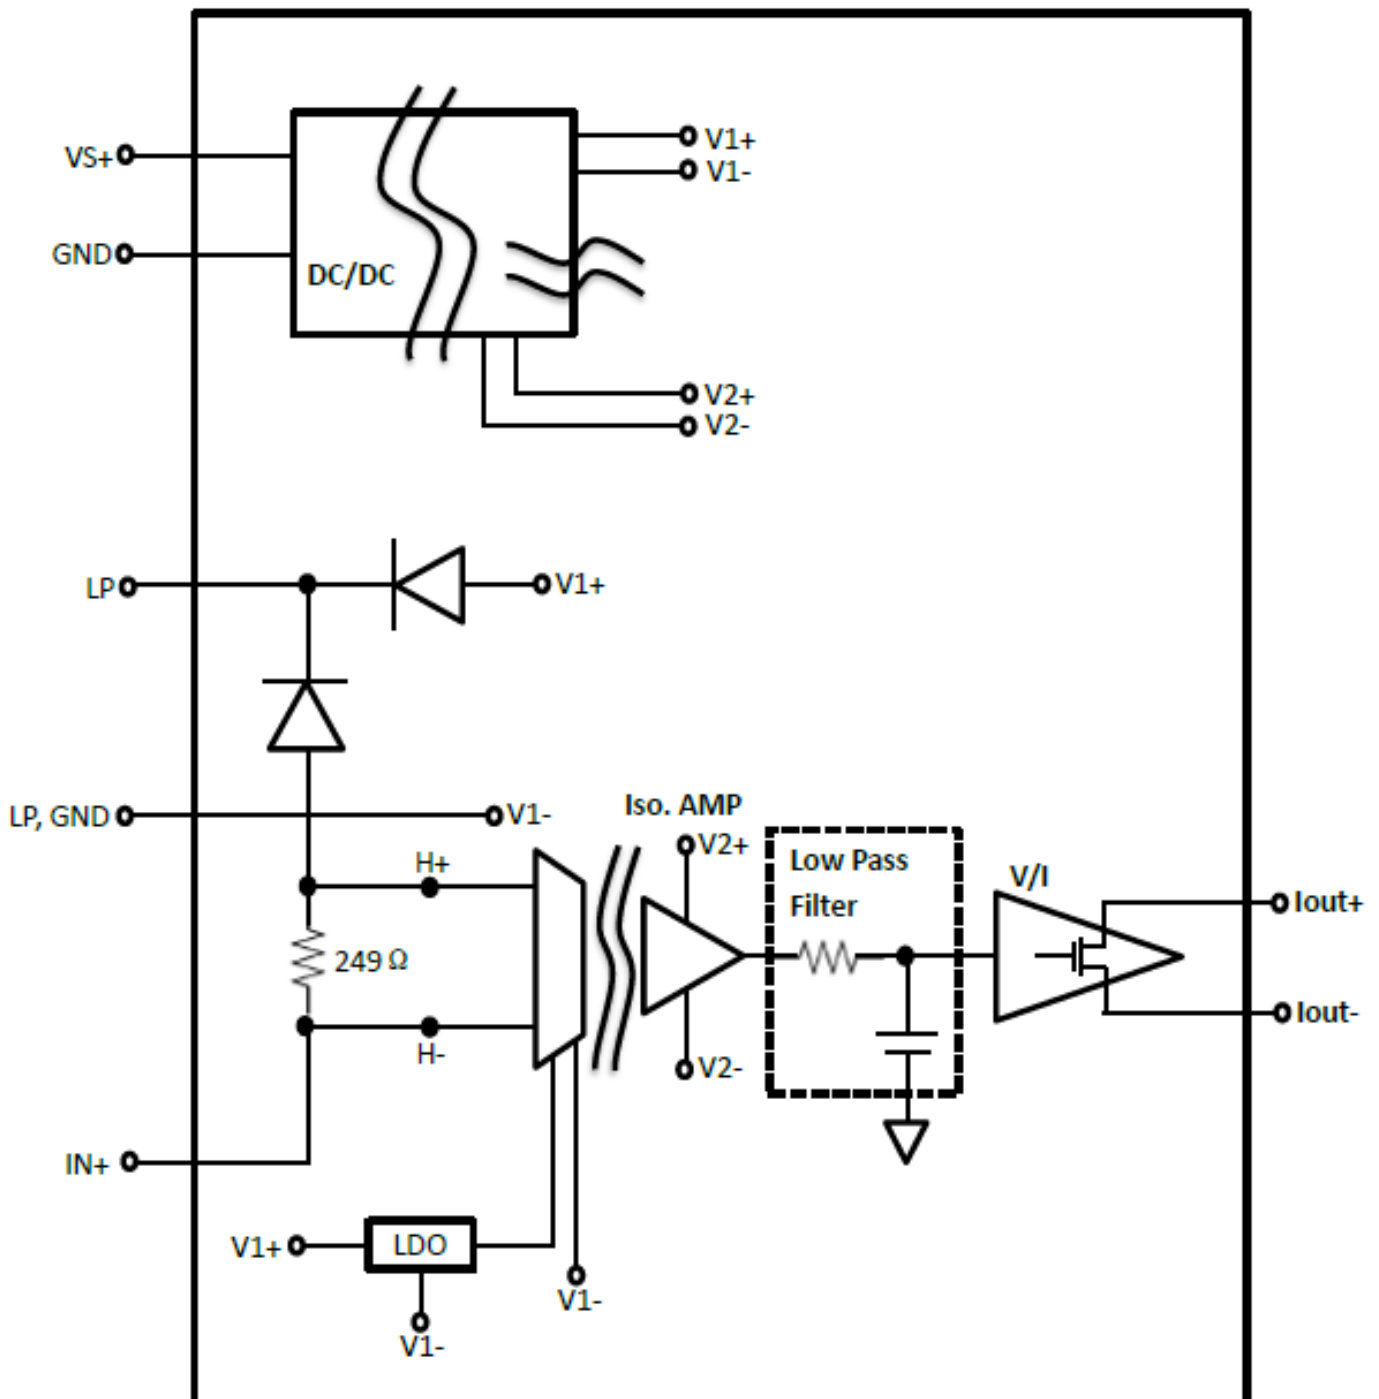 V1+
VS+
V1-
GND
DC/DC
V2+
V2-
LP
V1+
LP, GND
V1-
Iso. AMP
V2+
Low Pass
Filter
H+
V/I
Iout+
249 Ω
Iout-
H-
V2-
IN+
V1+
LDO
V1-
V1-